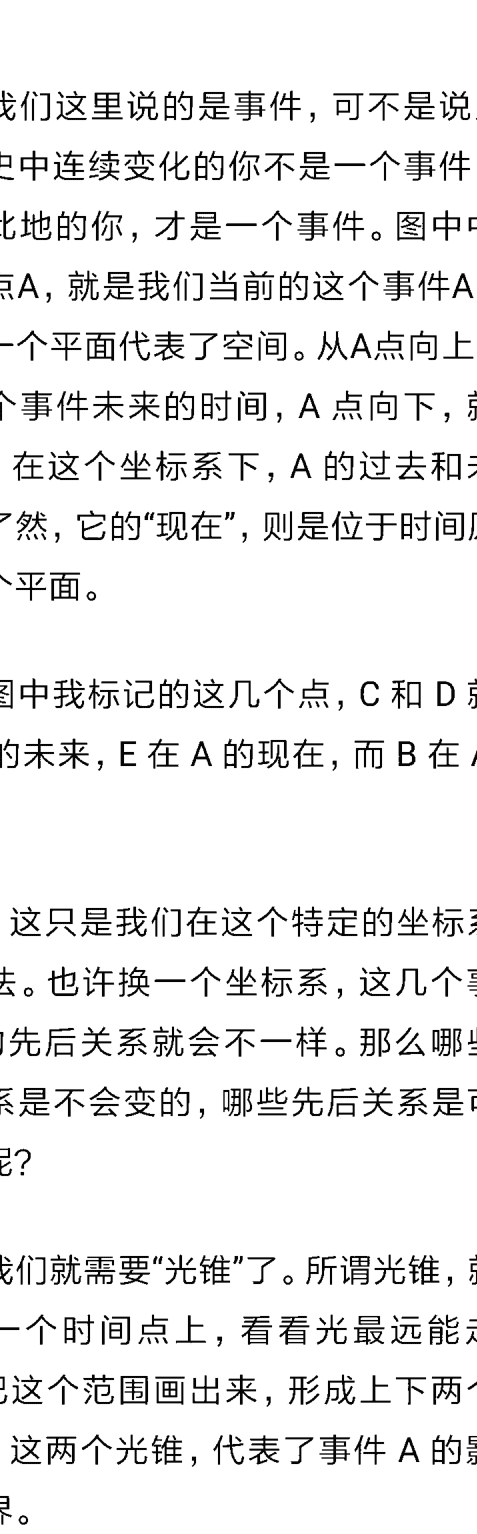 我们这里说的是事件，可不是说
史中连续变化的你不是一个事件
此地的你，才是一个事件。图中
点A，就是我们当前的这个事件A
一个平面代表了空间。从A点向上
个事件未来的时间，A 点向下，就
在这个坐标系下，A 的过去和未
了然，它的“现在”，则是位于时间
个平面。
图中我标记的这几个点，C 和 D 就
的未来，E 在 A 的现在，而 B 在 A
这只是我们在这个特定的坐标系
法。也许换一个坐标系，这几个事
的先后关系就会不一样。那么哪些
系是不会变的，哪些先后关系是可
呢？
我们就需要“光锥”了。所谓光锥，就
一个时间点上，看看光最远能走
把这个范围画出来，形成上下两个
这两个光锥，代表了事件 A 的影
界。